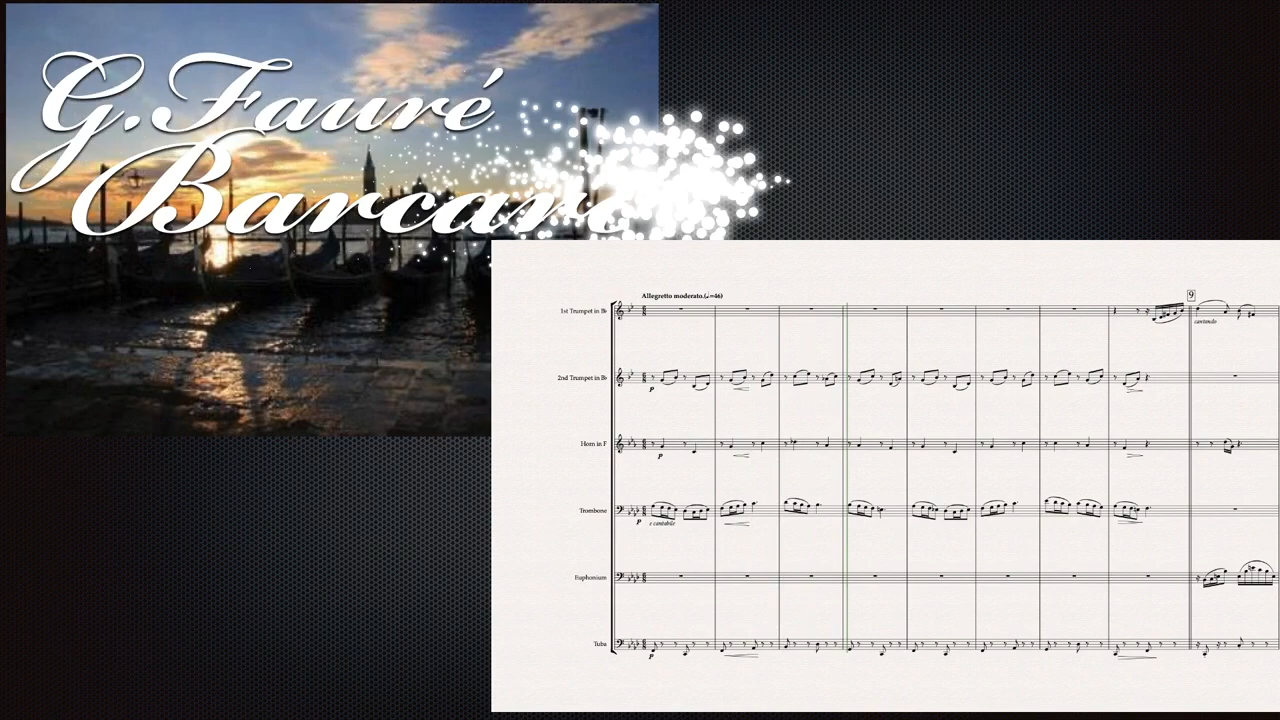 G.Fauré
Barcaro
Allegretto moderato.(♩.=46)
9
1st Trumpet in B♭
cantando
2nd Trumpet in B♭
p
Horn in F
p
Trombone
p
e cantabile
Euphonium
Tuba
p